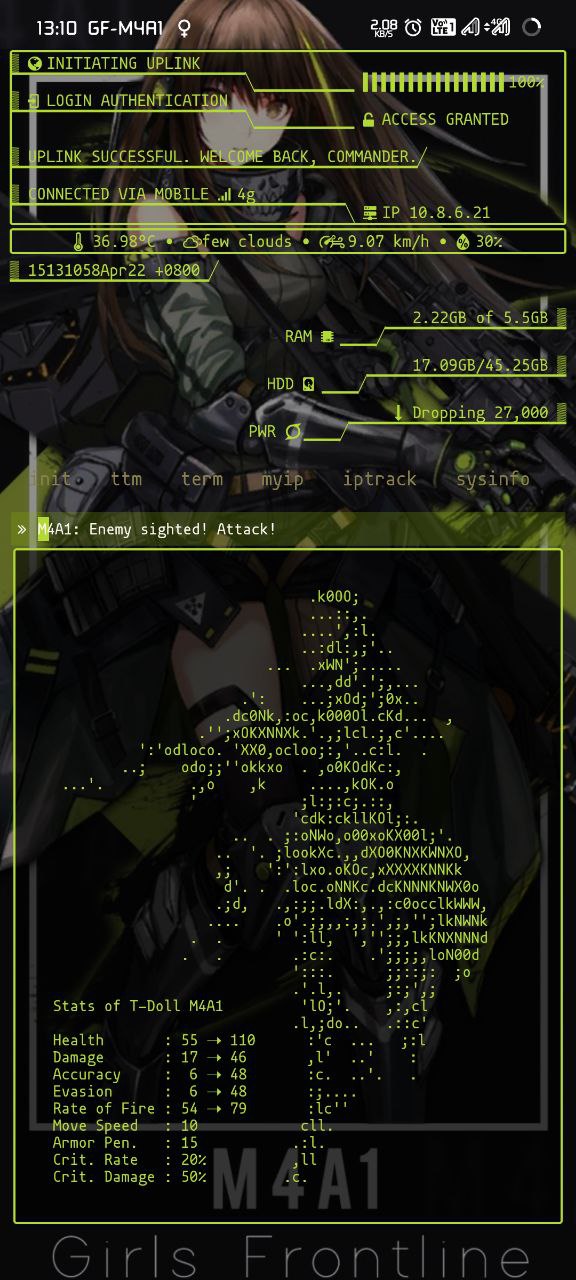 13:10 GF-M4A1 2.08 KB/S Vo LTE 1 4G
INITIATING UPLINK
100%
LOGIN AUTHENTICATION
ACCESS GRANTED
UPLINK SUCCESSFUL. WELCOME BACK, COMMANDER.
CONNECTED VIA MOBILE 4g
IP 10.8.6.21
36.98°C • few clouds • 9.07 km/h • 30%
15131058Apr22 +0800
2.22GB of 5.5GB
RAM
17.09GB/45.25GB
HDD
Dropping 27,000
PWR
init ttm term myip iptrack sysinfo
» M4A1: Enemy sighted! Attack!
Stats of T-Doll M4A1
Health : 55 → 110
Damage : 17 → 46
Accuracy : 6 → 48
Evasion : 6 → 48
Rate of Fire : 54 → 79
Move Speed : 10
Armor Pen. : 15
Crit. Rate : 20%
Crit. Damage : 50%
M4A1
Girls Frontline